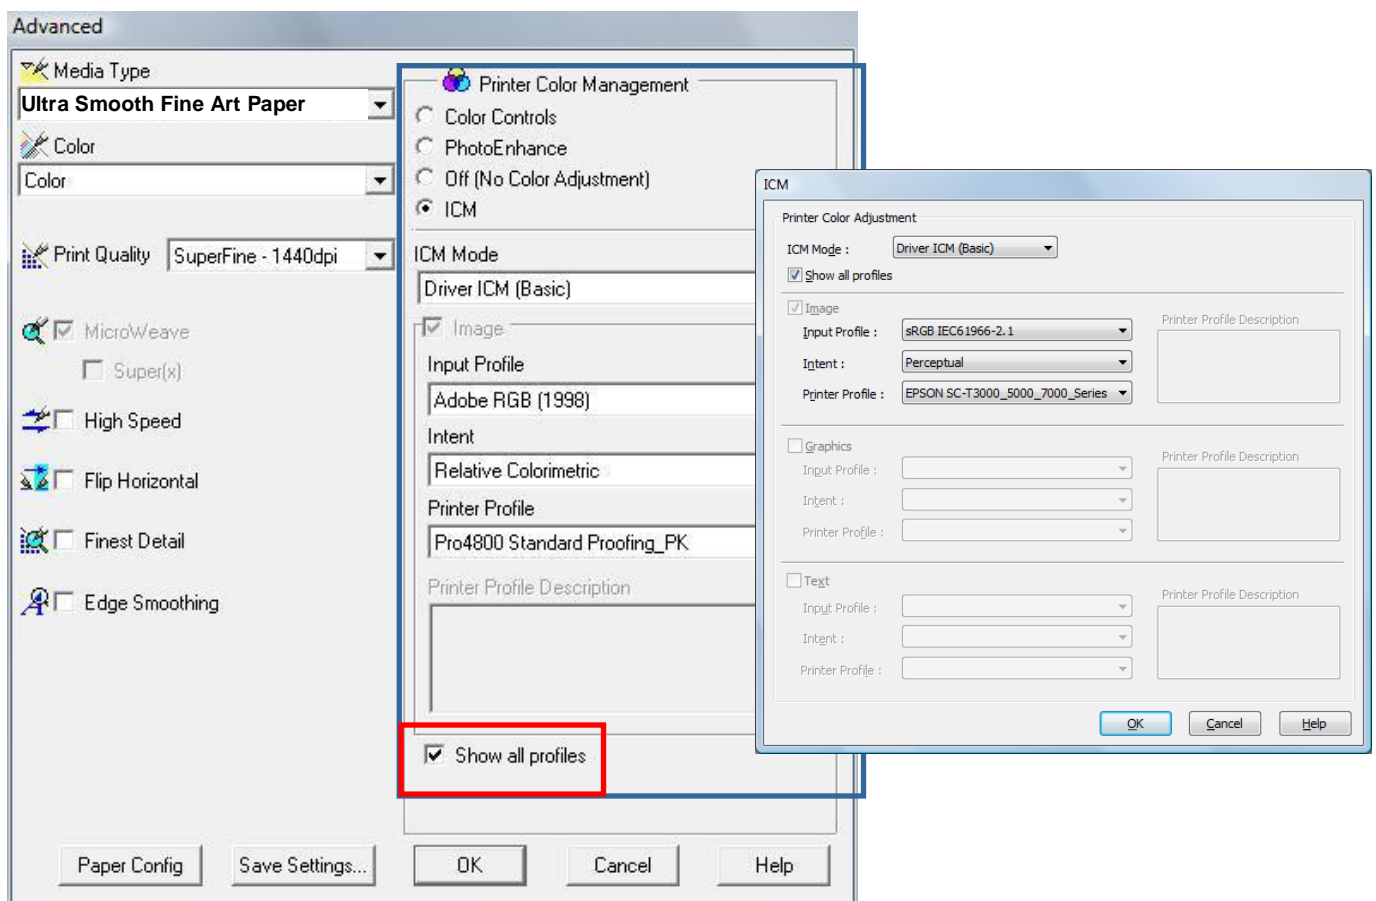 Advanced
Media Type
Ultra Smooth Fine Art Paper
Color
Color
Print Quality SuperFine - 1440dpi
MicroWeave
Super(x)
High Speed
Flip Horizontal
Finest Detail
Edge Smoothing
Paper Config Save Settings...
Printer Color Management
Color Controls
PhotoEnhance
Off (No Color Adjustment)
ICM
ICM Mode
Driver ICM (Basic)
Image
Input Profile
Adobe RGB (1998)
Intent
Relative Colorimetric
Printer Profile
Pro4800 Standard Proofing_PK
Printer Profile Description
Show all profiles
OK Cancel Help
ICM
Printer Color Adjustment
ICM Mode : Driver ICM (Basic)
Show all profiles
Image
Input Profile : sRGB IEC61966-2.1
Intent : Perceptual
Printer Profile : EPSON SC-T3000_5000_7000_Series
Printer Profile Description
Graphics
Input Profile :
Intent :
Printer Profile :
Printer Profile Description
Text
Input Profile :
Intent :
Printer Profile :
Printer Profile Description
OK Cancel Help